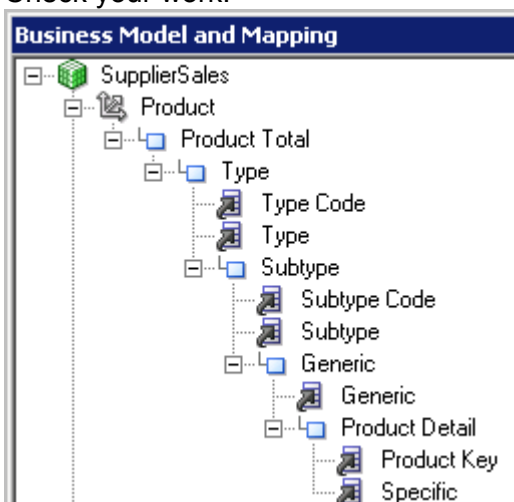 Check your work:
Business Model and Mapping
SupplierSales
Product
Product Total
Type
Type Code
Type
Subtype
Subtype Code
Subtype
Generic
Generic
Product Detail
Product Key
Specific